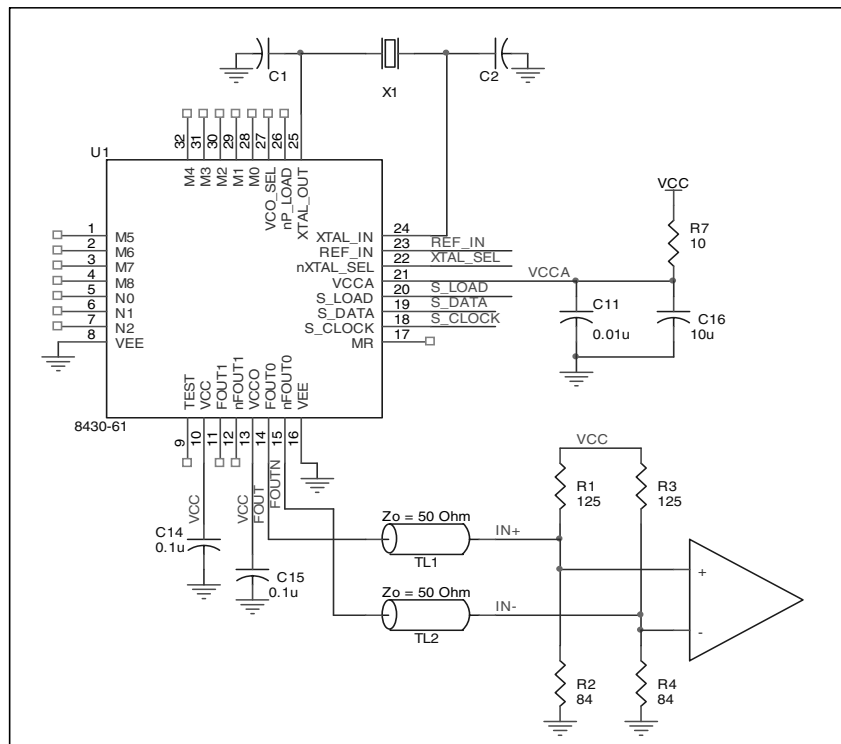 C1
C2
X1
U1
32
31
30
29
28
27
26
25
M4
M3
M2
M1
M0
VCO_SEL
nP_LOAD
XTAL_OUT
1 M5
2 M6
3 M7
4 M8
5 N0
6 N1
7 N2
8 VEE
XTAL_IN 24
REF_IN 23 REF_IN
nXTAL_SEL 22 XTAL_SEL
VCCA 21 VCCA
S_LOAD 20 S_LOAD
S_DATA 19 S_DATA
S_CLOCK 18 S_CLOCK
MR 17
VCC
R7
10
C11
0.01u
C16
10u
TEST
VCC
FOUT1
nFOUT1
VCCO
FOUT0
nFOUT0
VEE
8430-61
9
10
11
12
13
14
15
16
VCC
VCC
FOUT
FOUTN
C14
0.1u
C15
0.1u
Zo = 50 Ohm
TL1
IN+
Zo = 50 Ohm
TL2
IN-
VCC
R1
125
R3
125
+
-
R2
84
R4
84